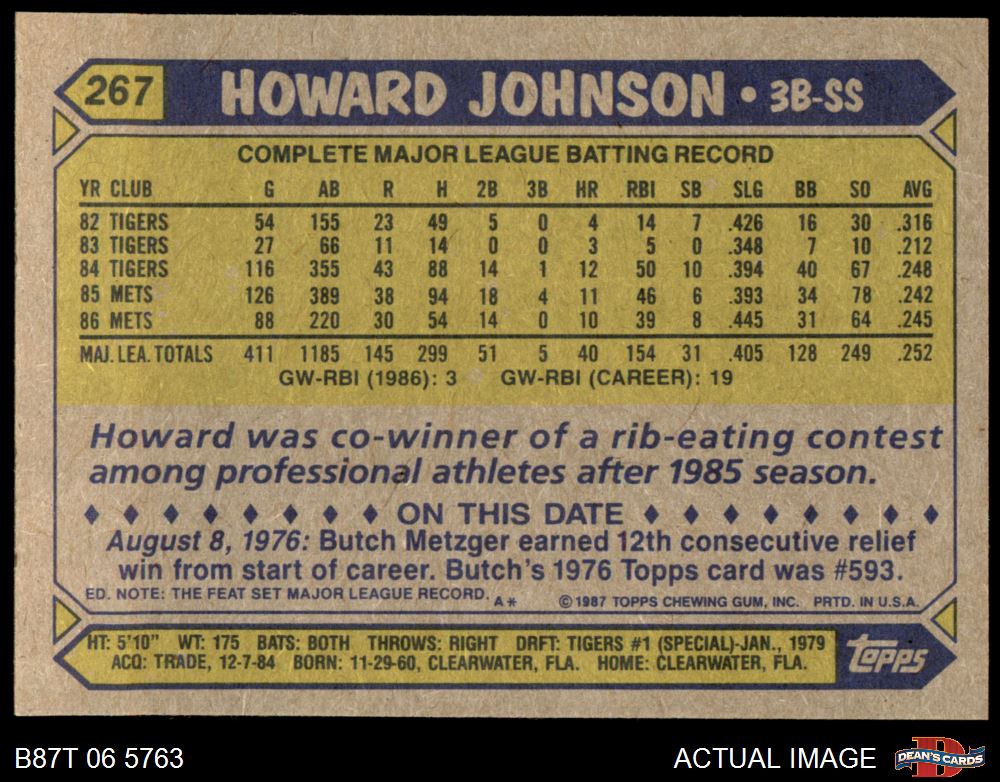 267 HOWARD JOHNSON • 3B-SS
COMPLETE MAJOR LEAGUE BATTING RECORD
YR CLUB G AB R H 2B 3B HR RBI SB SLG BB SO AVG
82 TIGERS 54 155 23 49 5 0 4 14 7 .426 16 30 .316
83 TIGERS 27 66 11 14 0 0 3 5 0 .348 7 10 .212
84 TIGERS 116 355 43 88 14 1 12 50 10 .394 40 67 .248
85 METS 126 389 38 94 18 4 11 46 6 .393 34 78 .242
86 METS 88 220 30 54 14 0 10 39 8 .445 31 64 .245
MAJ. LEA. TOTALS 411 1185 145 299 51 5 40 154 31 .405 128 249 .252
GW-RBI (1986): 3 GW-RBI (CAREER): 19
Howard was co-winner of a rib-eating contest
among professional athletes after 1985 season.
ON THIS DATE
August 8, 1976: Butch Metzger earned 12th consecutive relief
win from start of career. Butch's 1976 Topps card was #593.
ED. NOTE: THE FEAT SET MAJOR LEAGUE RECORD. A* © 1987 TOPPS CHEWING GUM, INC. PRTD. IN U.S.A.
HT: 5'10" WT: 175 BATS: BOTH THROWS: RIGHT DRFT: TIGERS #1 (SPECIAL)-JAN., 1979
ACQ: TRADE, 12-7-84 BORN: 11-29-60, CLEARWATER, FLA. HOME: CLEARWATER, FLA.
Topps
B87T 06 5763 ACTUAL IMAGE D DEAN'S CARDS